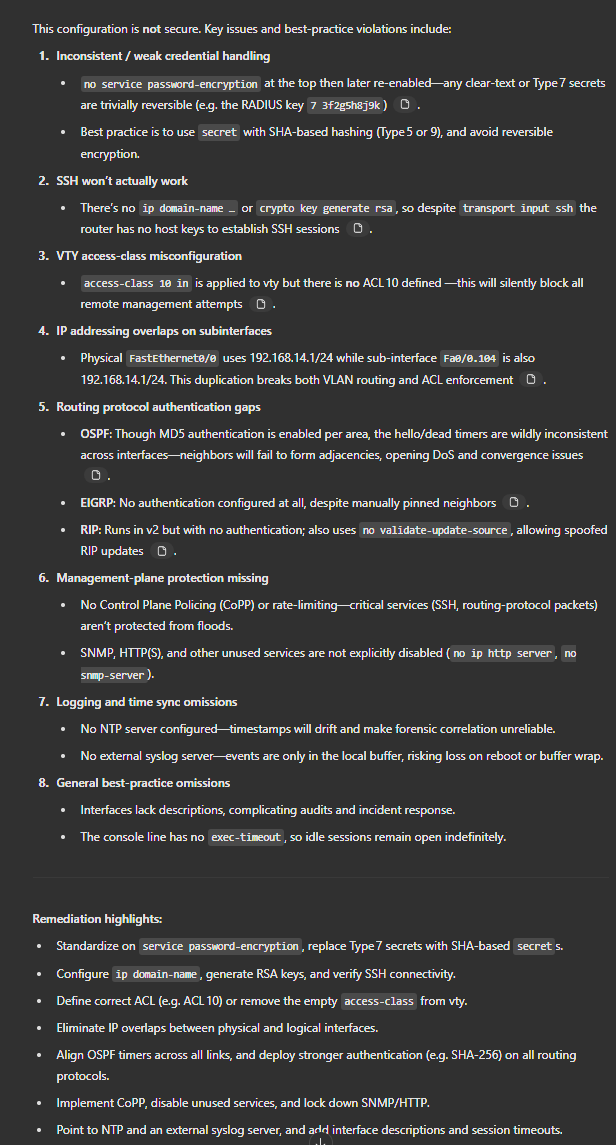 This configuration is not secure. Key issues and best-practice violations include:
1. Inconsistent / weak credential handling
• no service password-encryption at the top then later re-enabled—any clear-text or Type 7 secrets
are trivially reversible (e.g. the RADIUS key 7 3f2g5h8j9k) .
• Best practice is to use secret with SHA-based hashing (Type 5 or 9), and avoid reversible
encryption.
2. SSH won't actually work
• There's no ip domain-name … or crypto key generate rsa, so despite transport input ssh the
router has no host keys to establish SSH sessions .
3. VTY access-class misconfiguration
• access-class 10 in is applied to vty but there is no ACL 10 defined —this will silently block all
remote management attempts .
4. IP addressing overlaps on subinterfaces
• Physical FastEthernet0/0 uses 192.168.14.1/24 while sub-interface Fa0/0.104 is also
192.168.14.1/24. This duplication breaks both VLAN routing and ACL enforcement .
5. Routing protocol authentication gaps
• OSPF: Though MD5 authentication is enabled per area, the hello/dead timers are wildly inconsistent
across interfaces—neighbors will fail to form adjacencies, opening DoS and convergence issues
.
• EIGRP: No authentication configured at all, despite manually pinned neighbors .
• RIP: Runs in v2 but with no authentication; also uses no validate-update-source, allowing spoofed
RIP updates .
6. Management-plane protection missing
• No Control Plane Policing (CoPP) or rate-limiting—critical services (SSH, routing-protocol packets)
aren't protected from floods.
• SNMP, HTTP(S), and other unused services are not explicitly disabled (no ip http server, no
snmp-server).
7. Logging and time sync omissions
• No NTP server configured—timestamps will drift and make forensic correlation unreliable.
• No external syslog server—events are only in the local buffer, risking loss on reboot or buffer wrap.
8. General best-practice omissions
• Interfaces lack descriptions, complicating audits and incident response.
• The console line has no exec-timeout, so idle sessions remain open indefinitely.
Remediation highlights:
• Standardize on service password-encryption, replace Type 7 secrets with SHA-based secrets.
• Configure ip domain-name, generate RSA keys, and verify SSH connectivity.
• Define correct ACL (e.g. ACL 10) or remove the empty access-class from vty.
• Eliminate IP overlaps between physical and logical interfaces.
• Align OSPF timers across all links, and deploy stronger authentication (e.g. SHA-256) on all routing
protocols.
• Implement CoPP, disable unused services, and lock down SNMP/HTTP.
• Point to NTP and an external syslog server, and add interface descriptions and session timeouts.